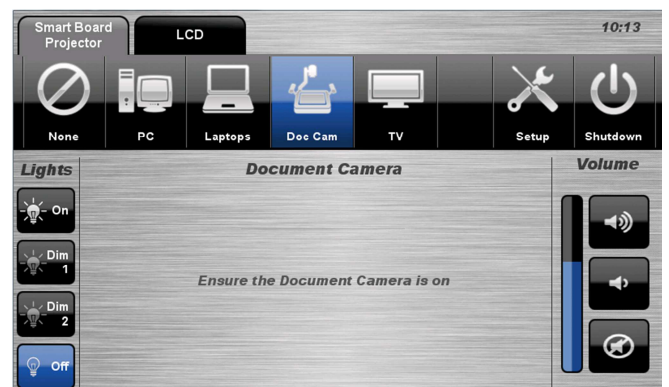 Smart Board
Projector
LCD
10:13
None
PC
Laptops
Doc Cam
TV
Setup
Shutdown
Lights
Document Camera
Volume
On
Dim
1
Ensure the Document Camera is on
Dim
2
Off